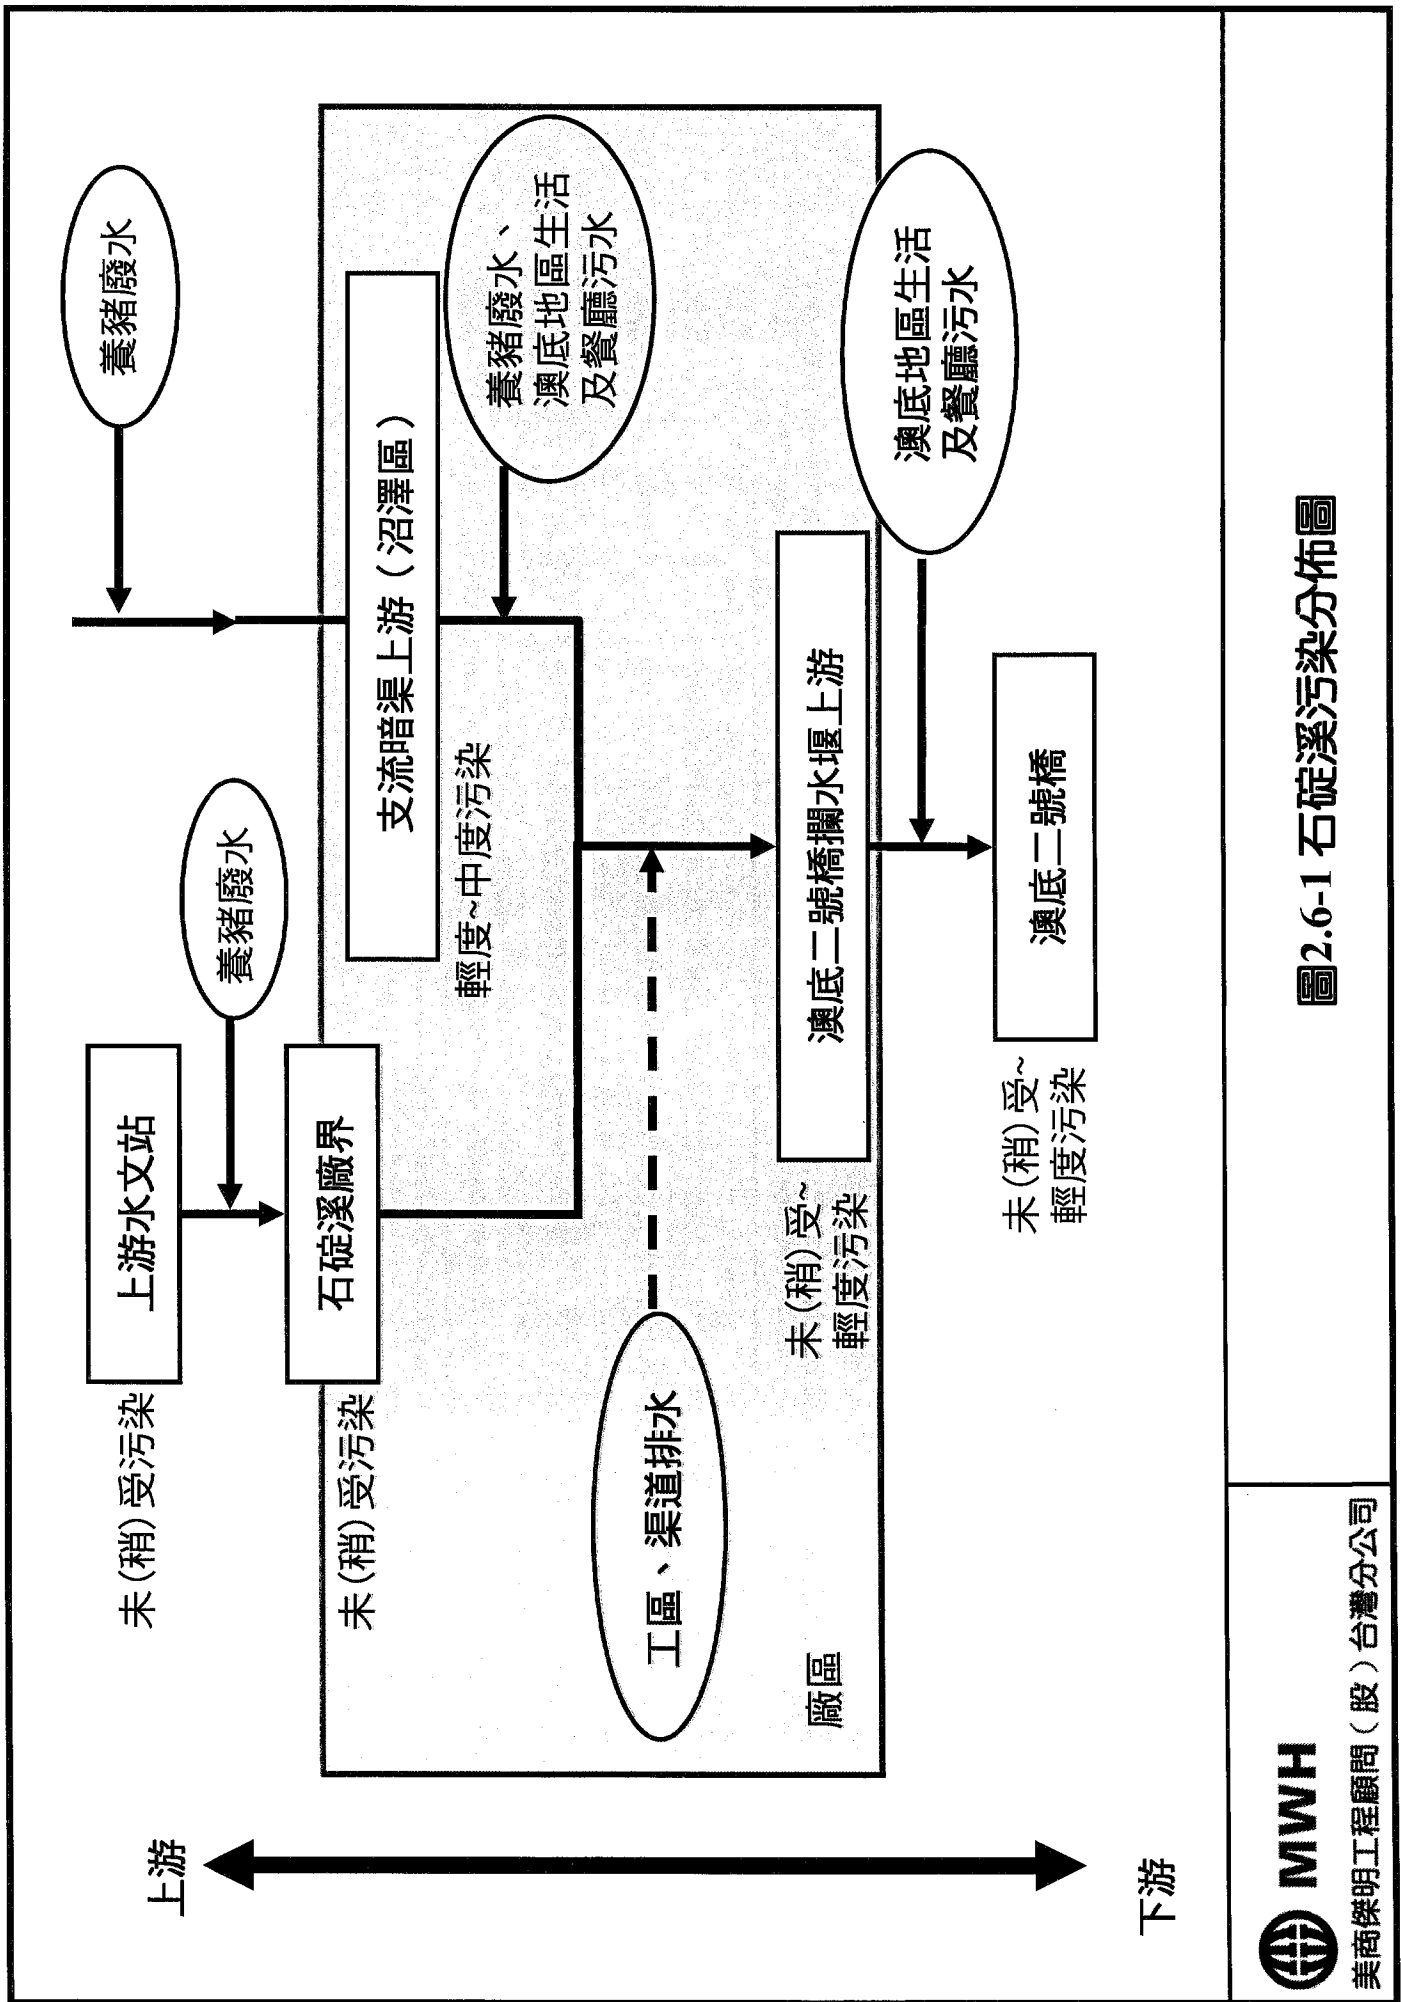 上游
下游
上游水文站
未(稍)受污染
養豬廢水
石碇溪廠界
未(稍)受污染
養豬廢水
支流暗渠上游（沼澤區）
輕度~中度污染
養豬廢水、
澳底地區生活
及餐廳污水
工區、渠道排水
廠區
澳底二號橋攔水堰上游
未(稍)受~
輕度污染
澳底地區生活
及餐廳污水
澳底二號橋
未(稍)受~
輕度污染
MWH
美商傑明工程顧問（股）台灣分公司
圖2.6-1 石碇溪污染分佈圖